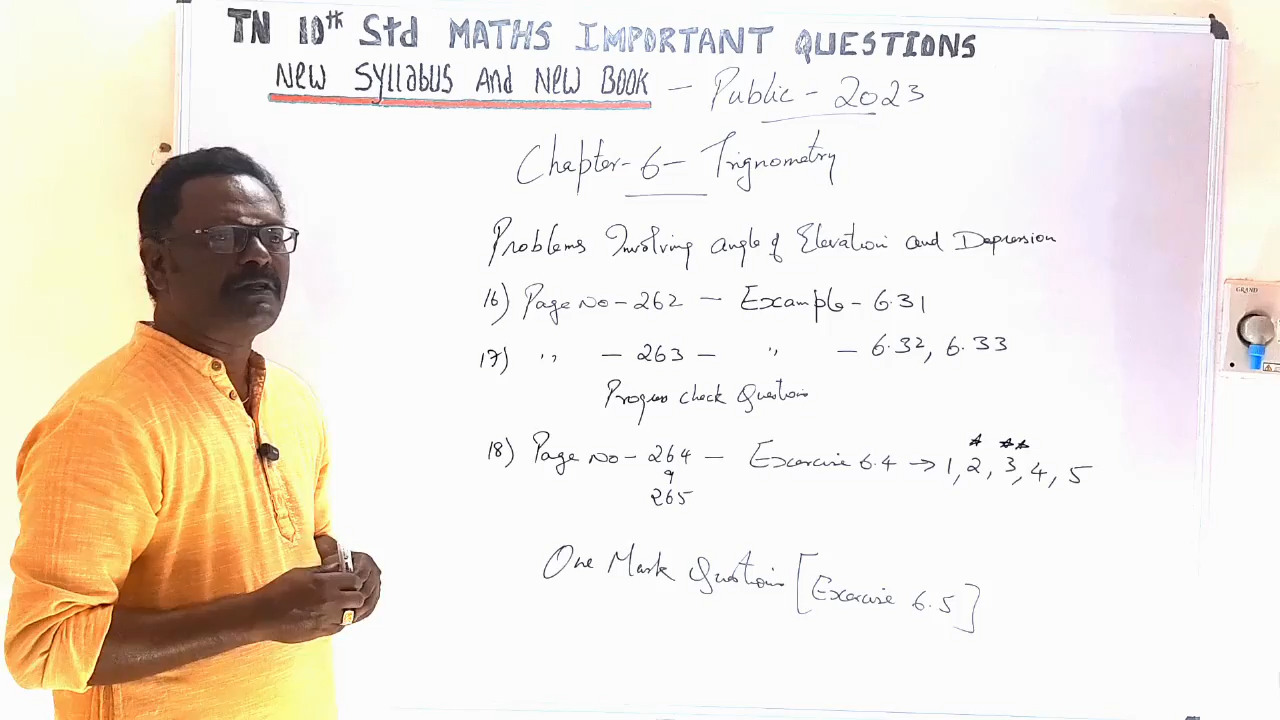 TN 10th Std MATHS IMPORTANT QUESTIONS
New Syllabus And New Book - Public - 2023
Chapter - 6 - Trignometry
Problems Involving angle of Elevation and Depression
16) Page No - 262 - Example - 6.31
17) ,, - 263 - ,, - 6.32, 6.33
Progress check Questions
18) Page No - 264 - Exercise 6.4 → 1, 2, 3, 4, 5
,
265
One Mark Questions [Exercise 6.5]
GRAND